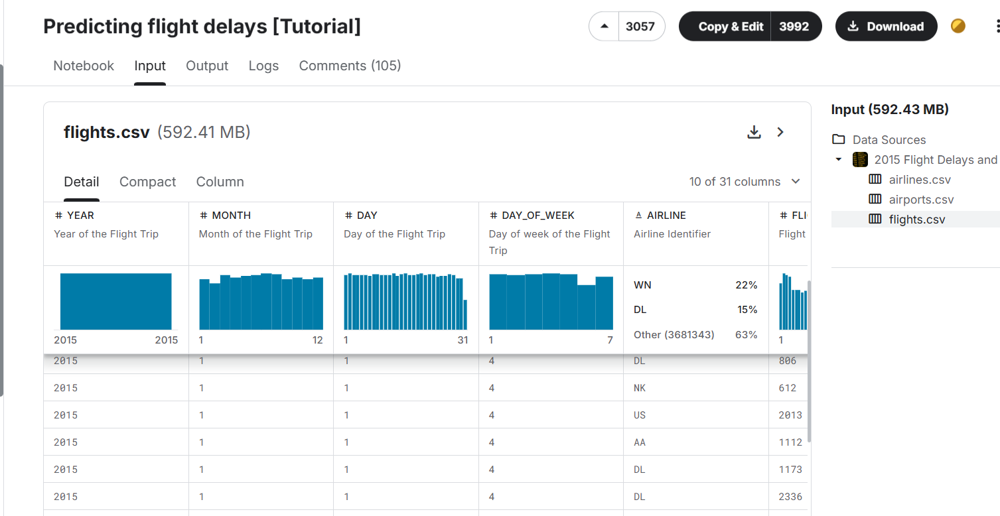 Predicting flight delays [Tutorial]
3057
Copy & Edit 3992
Download
Notebook Input Output Logs Comments (105)
flights.csv (592.41 MB)
Detail Compact Column
10 of 31 columns
# YEAR # MONTH # DAY # DAY_OF_WEEK A AIRLINE # FLI
Year of the Flight Trip Month of the Flight Trip Day of the Flight Trip Day of week of the Flight Trip Airline Identifier Flight
WN 22%
DL 15%
Other (3681343) 63%
2015 2015 1 12 1 31 1 7 1
2015 1 1 4 DL 806
2015 1 1 4 NK 612
2015 1 1 4 US 2013
2015 1 1 4 AA 1112
2015 1 1 4 DL 1173
2015 1 1 4 DL 2336
Input (592.43 MB)
Data Sources
2015 Flight Delays and
airlines.csv
airports.csv
flights.csv